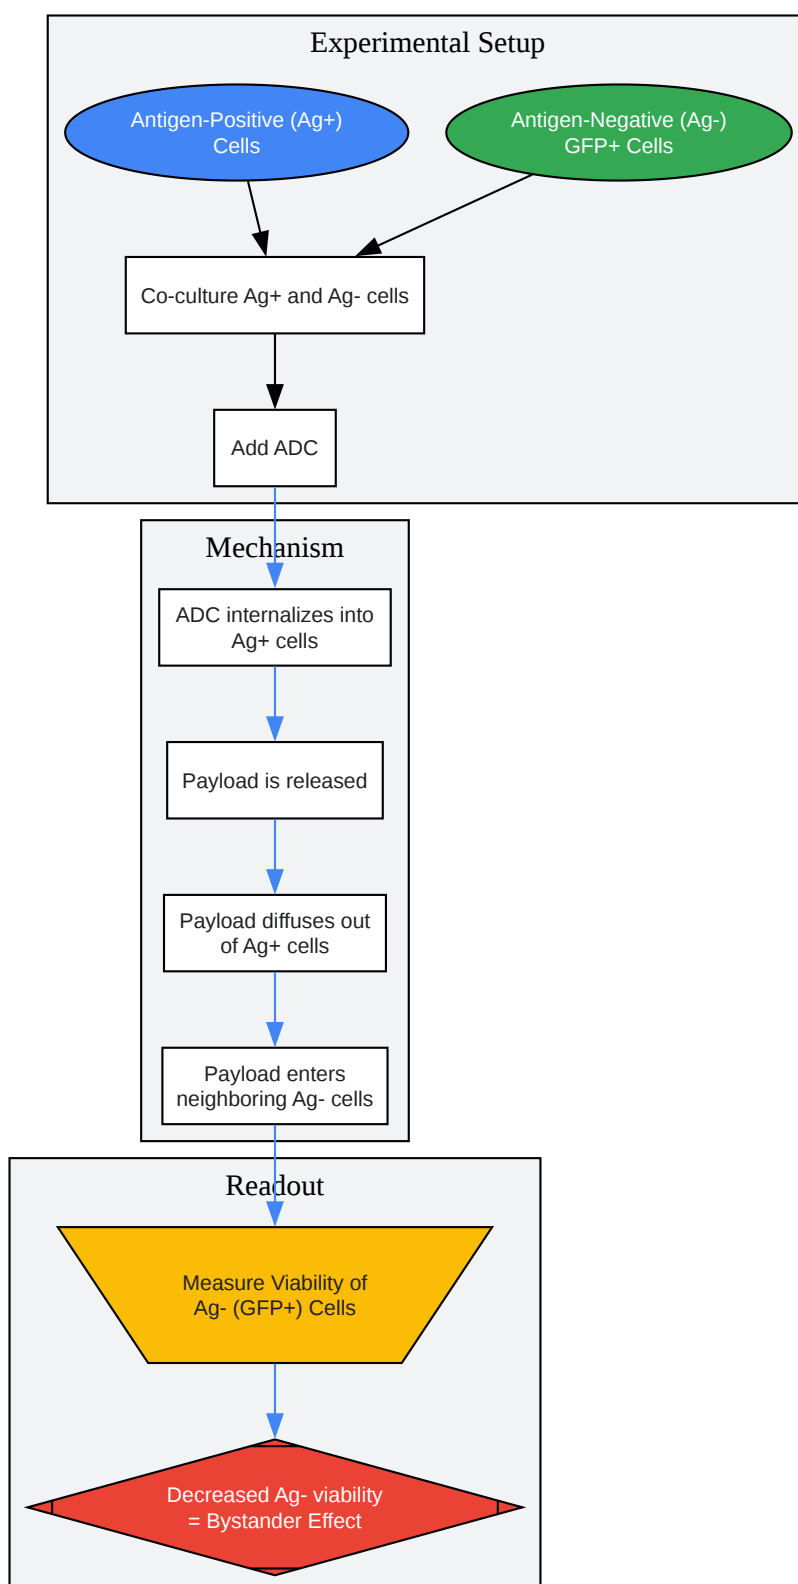 Experimental Setup
Antigen-Positive (Ag+)
Cells
Antigen-Negative (Ag-)
GFP+ Cells
Co-culture Ag+ and Ag- cells
Add ADC
Mechanism
ADC internalizes into
Ag+ cells
Payload is released
Payload diffuses out
of Ag+ cells
Payload enters
neighboring Ag- cells
Readout
Measure Viability of
Ag- (GFP+) Cells
Decreased Ag- viability
= Bystander Effect